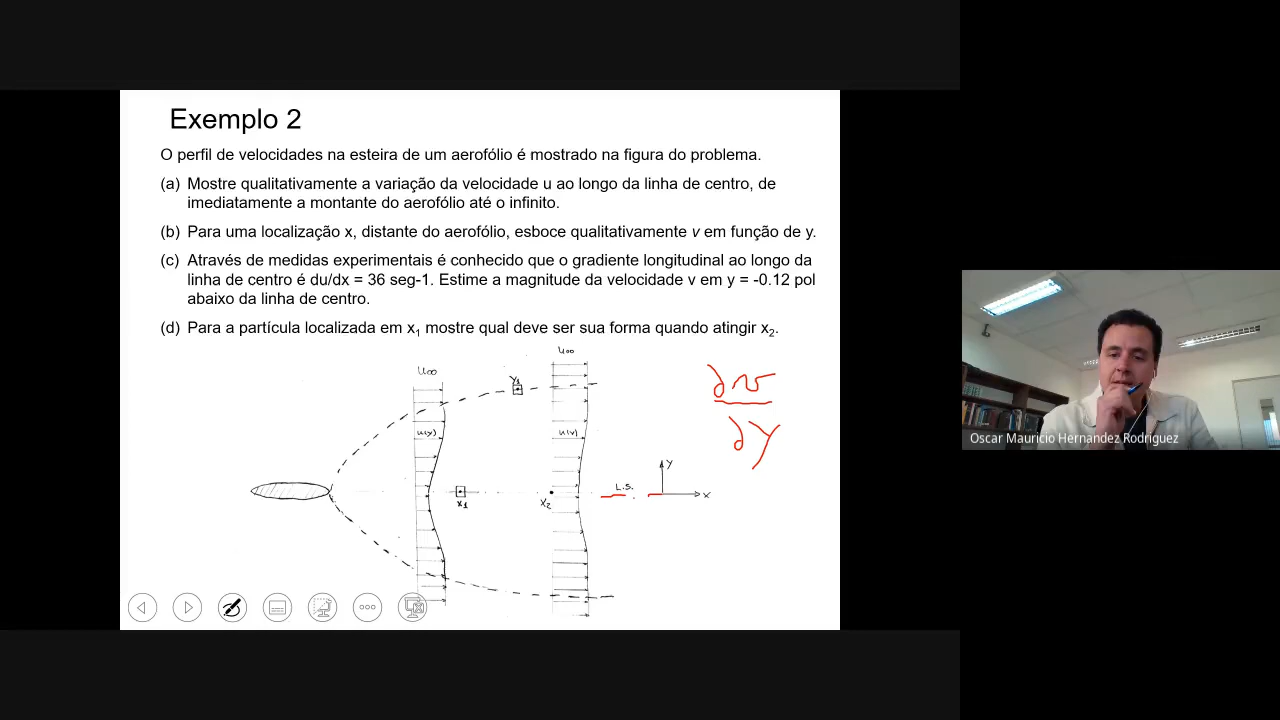 Exemplo 2
O perfil de velocidades na esteira de um aerofólio é mostrado na figura do problema.
(a) Mostre qualitativamente a variação da velocidade u ao longo da linha de centro, de
imediatamente a montante do aerofólio até o infinito.
(b) Para uma localização x, distante do aerofólio, esboce qualitativamente v em função de y.
(c) Através de medidas experimentais é conhecido que o gradiente longitudinal ao longo da
linha de centro é du/dx = 36 seg-1. Estime a magnitude da velocidade v em y = -0.12 pol
abaixo da linha de centro.
(d) Para a partícula localizada em x₁ mostre qual deve ser sua forma quando atingir x₂.
U∞
U∞
Y₁
u(y)
u(y)
x₁
x₂
L.S.
Y
x
∂v
∂y
Oscar Mauricio Hernandez Rodriguez